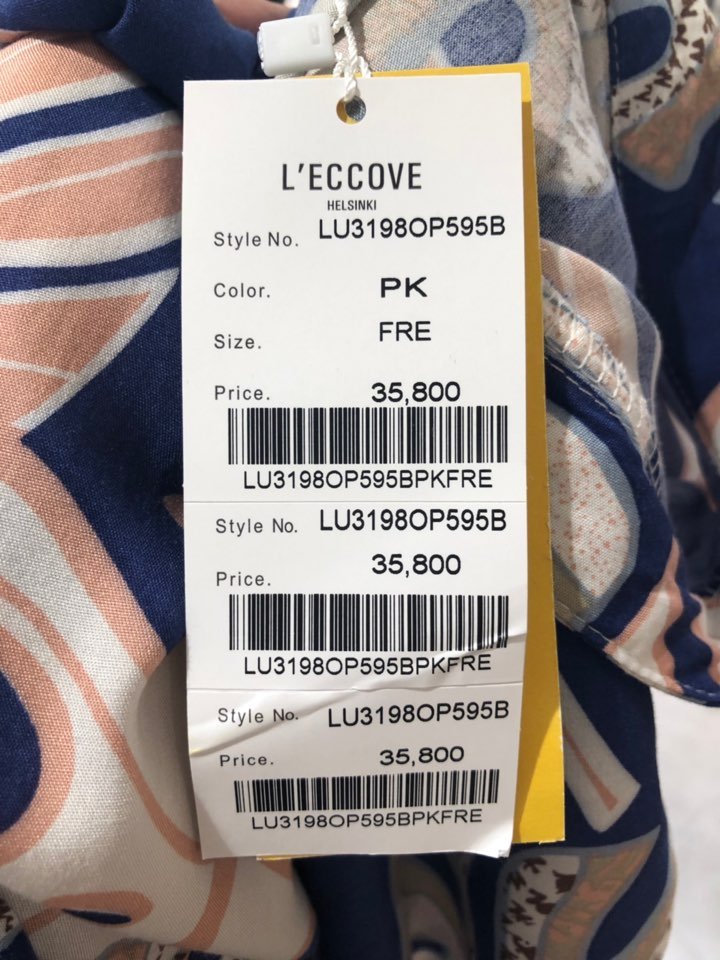 L'ECCOVE
HELSINKI
Style No. LU3198OP595B
Color. PK
Size. FRE
Price. 35,800
LU3198OP595BPKFRE
Style No. LU3198OP595B
Price. 35,800
LU3198OP595BPKFRE
Style No. LU3198OP595B
Price. 35,800
LU3198OP595BPKFRE